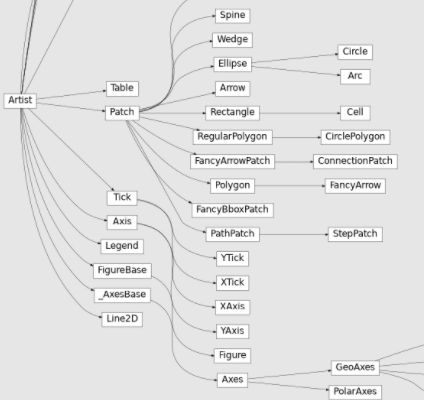 Spine
Wedge
Ellipse
Circle
Arc
Artist
Table
Arrow
Patch
Rectangle
Cell
RegularPolygon
CirclePolygon
FancyArrowPatch
ConnectionPatch
Polygon
FancyArrow
Tick
FancyBboxPatch
Axis
PathPatch
StepPatch
Legend
YTick
FigureBase
XTick
_AxesBase
XAxis
Line2D
YAxis
Figure
GeoAxes
Axes
PolarAxes